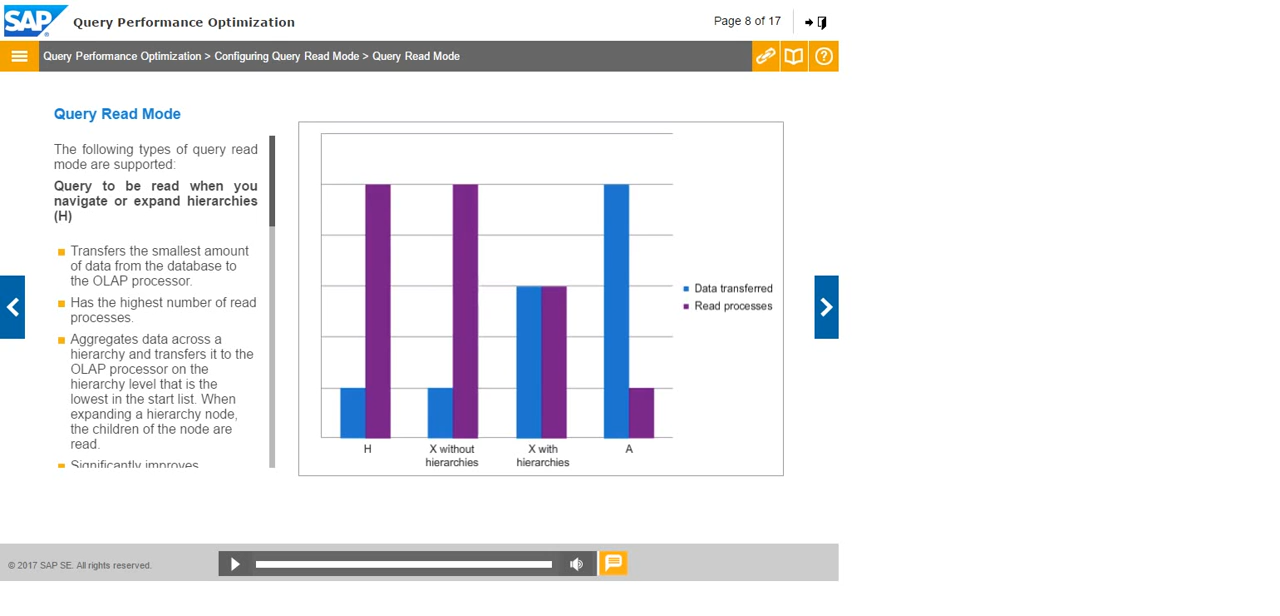 SAP ®
Query Performance Optimization
Page 8 of 17
Query Performance Optimization > Configuring Query Read Mode > Query Read Mode
Query Read Mode
The following types of query read
mode are supported:
Query to be read when you
navigate or expand hierarchies
(H)
Transfers the smallest amount
of data from the database to
the OLAP processor.
Has the highest number of read
processes.
Aggregates data across a
hierarchy and transfers it to the
OLAP processor on the
hierarchy level that is the
lowest in the start list. When
expanding a hierarchy node,
the children of the node are
read.
Significantly improves
Data transferred
Read processes
H
X without
hierarchies
X with
hierarchies
A
© 2017 SAP SE. All rights reserved.